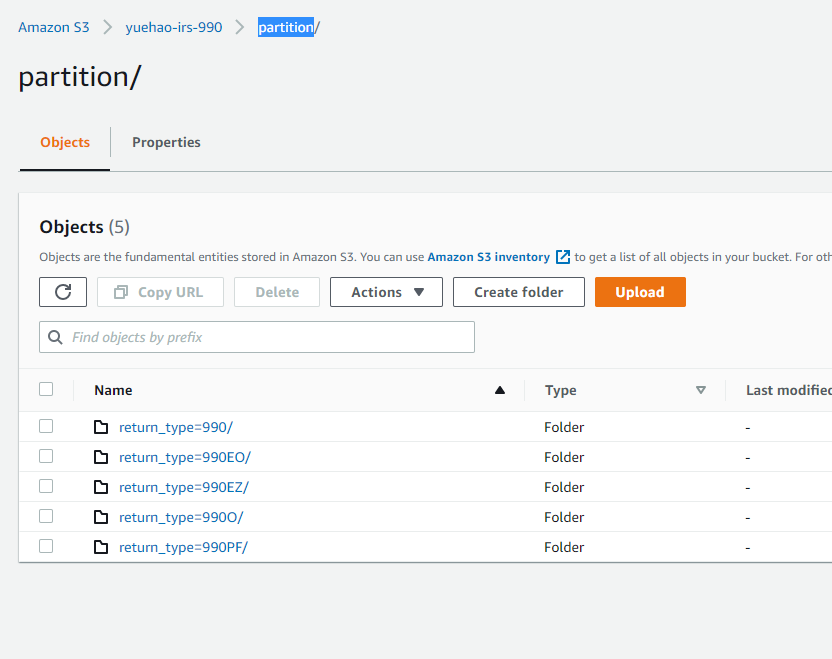 Amazon S3 > yuehao-irs-990 > partition/
partition/
Objects Properties
Objects (5)
Objects are the fundamental entities stored in Amazon S3. You can use Amazon S3 inventory to get a list of all objects in your bucket. For
Copy URL Delete Actions Create folder Upload
Find objects by prefix
Name Type Last modified
return_type=990/ Folder -
return_type=990EO/ Folder -
return_type=990EZ/ Folder -
return_type=990O/ Folder -
return_type=990PF/ Folder -